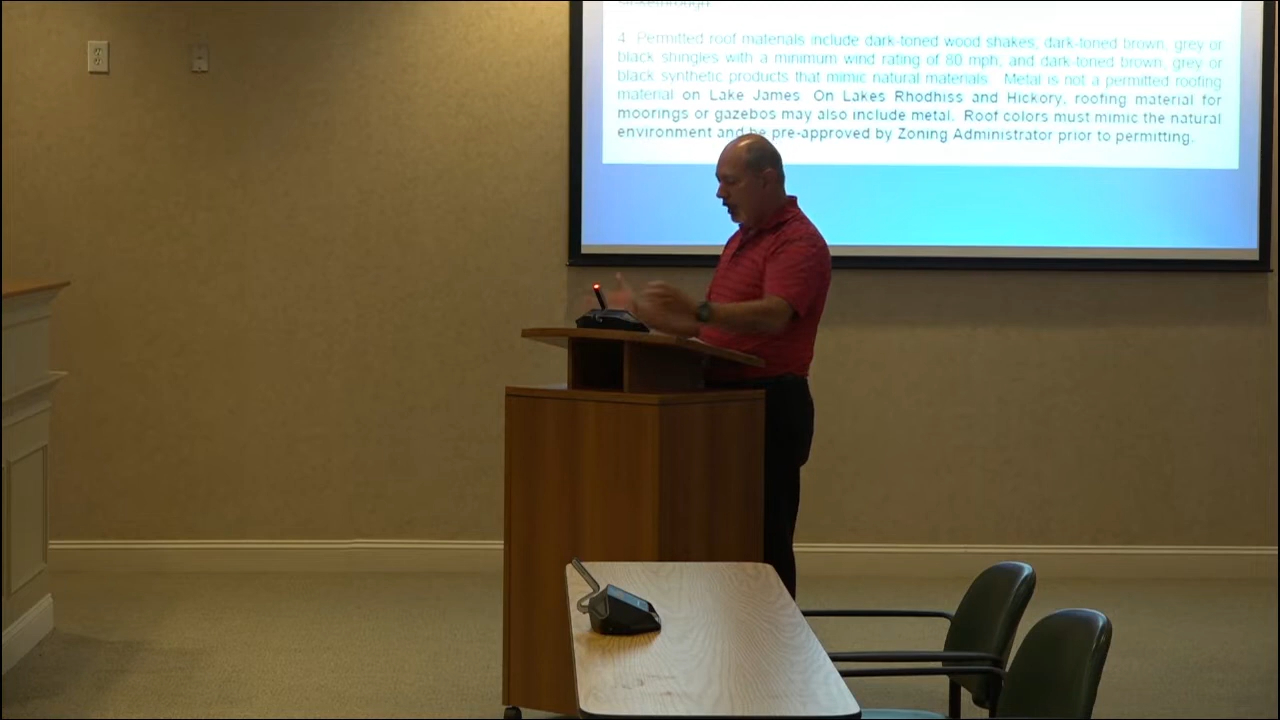 4. Permitted roof materials include dark-toned wood shakes, dark-toned brown, grey or
black shingles with a minimum wind rating of 80 mph, and dark-toned brown, grey or
black synthetic products that mimic natural materials. Metal is not a permitted roofing
material on Lake James. On Lakes Rhodhiss and Hickory, roofing material for
moorings or gazebos may also include metal. Roof colors must mimic the natural
environment and be pre-approved by Zoning Administrator prior to permitting.